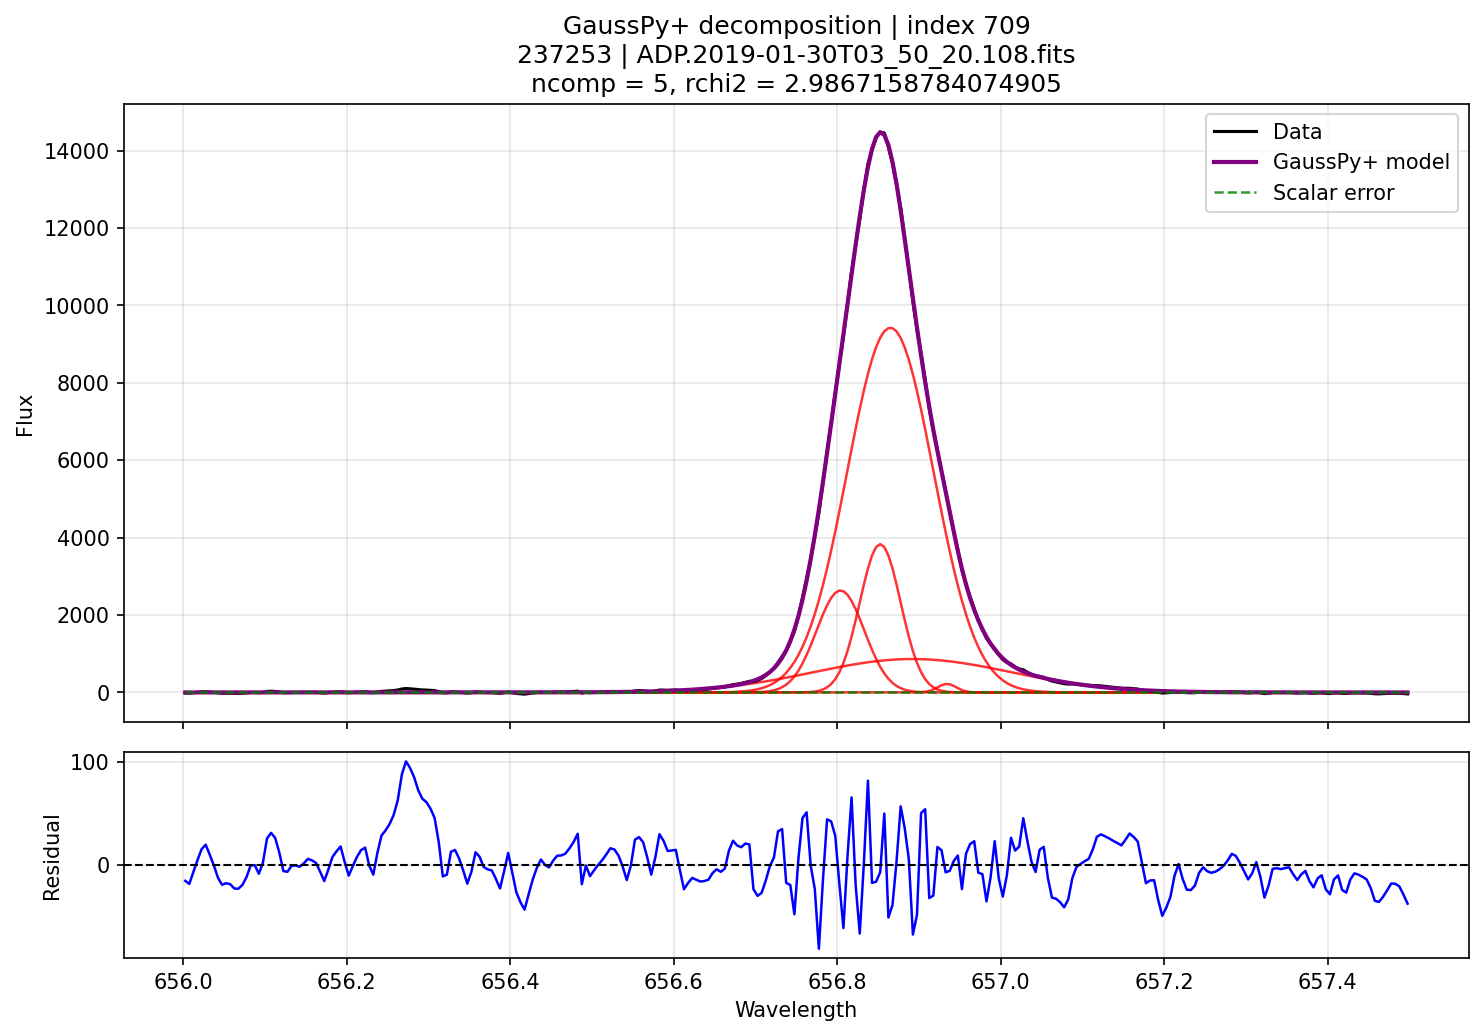 GaussPy+ decomposition | index 709
237253 | ADP.2019-01-30T03_50_20.108.fits
ncomp = 5, rchi2 = 2.9867158784074905
Data
GaussPy+ model
Scalar error
14000
12000
10000
8000
6000
4000
2000
0
Flux
100
0
Residual
656.0 656.2 656.4 656.6 656.8 657.0 657.2 657.4
Wavelength